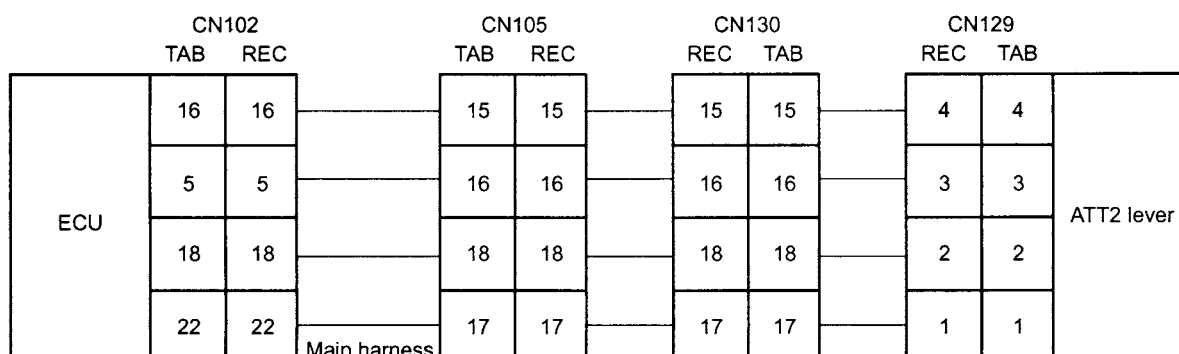 CN102 CN105 CN130 CN129
TAB REC TAB REC REC TAB REC TAB
16 16 15 15 15 15 4 4
5 5 16 16 16 16 3 3
ECU ATT2 lever
18 18 18 18 18 18 2 2
22 22 17 17 17 17 1 1
Main harness